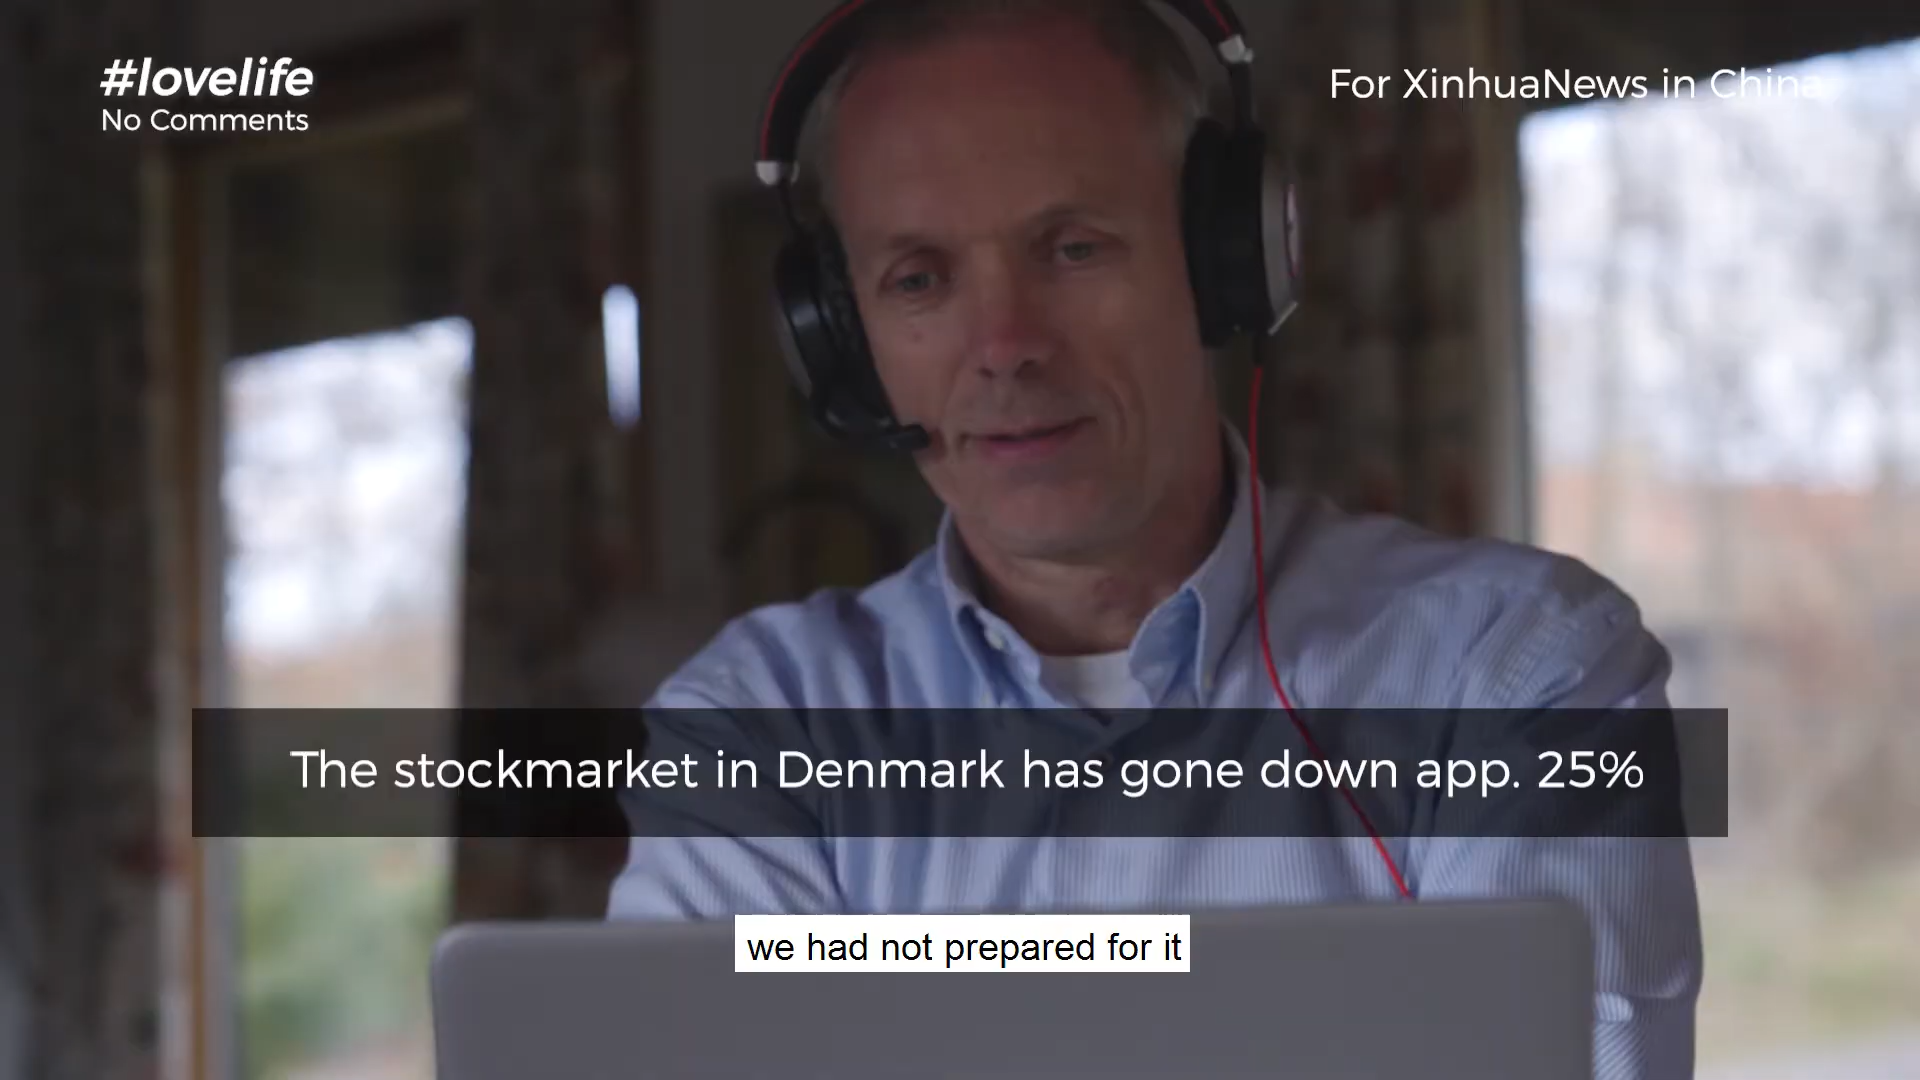 #lovelife
No Comments
For XinhuaNews in China
The stockmarket in Denmark has gone down app. 25%
we had not prepared for it